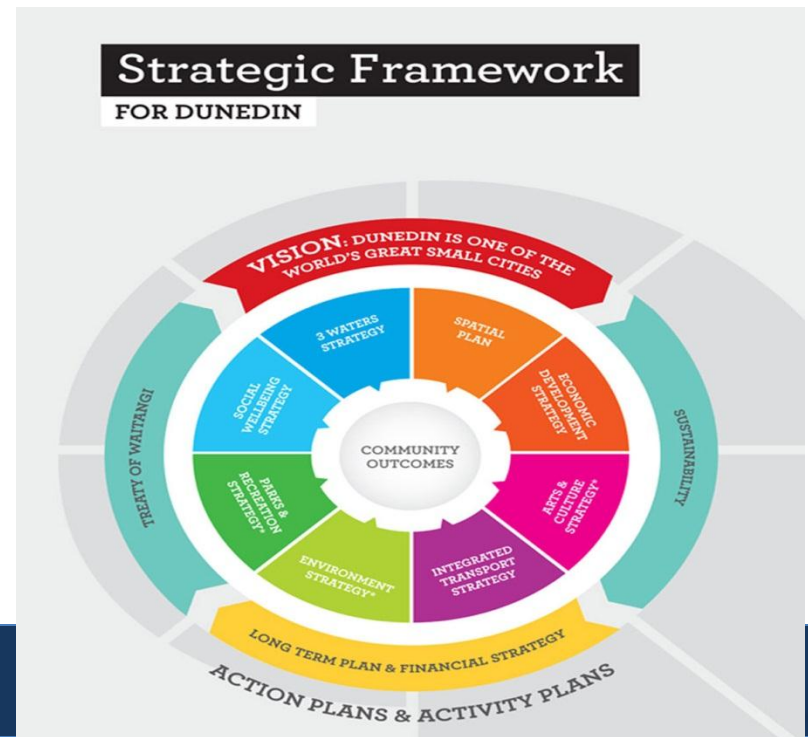 Strategic Framework
FOR DUNEDIN
VISION: DUNEDIN IS ONE OF THE
WORLD'S GREAT SMALL CITIES
3 WATERS
STRATEGY
SPATIAL
PLAN
ECONOMIC
DEVELOPMENT
STRATEGY
ARTS &
CULTURE
STRATEGY*
INTEGRATED
TRANSPORT
STRATEGY
ENVIRONMENT
STRATEGY*
PARKS &
RECREATION
STRATEGY*
SOCIAL
WELLBEING
STRATEGY
COMMUNITY
OUTCOMES
TREATY OF WAITANGI
SUSTAINABILITY
LONG TERM PLAN & FINANCIAL STRATEGY
ACTION PLANS & ACTIVITY PLANS